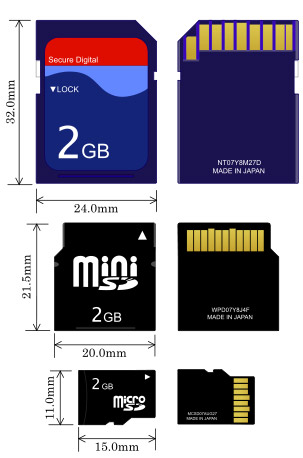 Secure Digital
▼LOCK
2GB
NT07Y8M27D
MADE IN JAPAN
32.0mm
24.0mm
mini
SD
2GB
WPD07Y8J4F
MADE IN JAPAN
21.5mm
20.0mm
2GB
micro
SD
MADE IN JAPAN
11.0mm
15.0mm